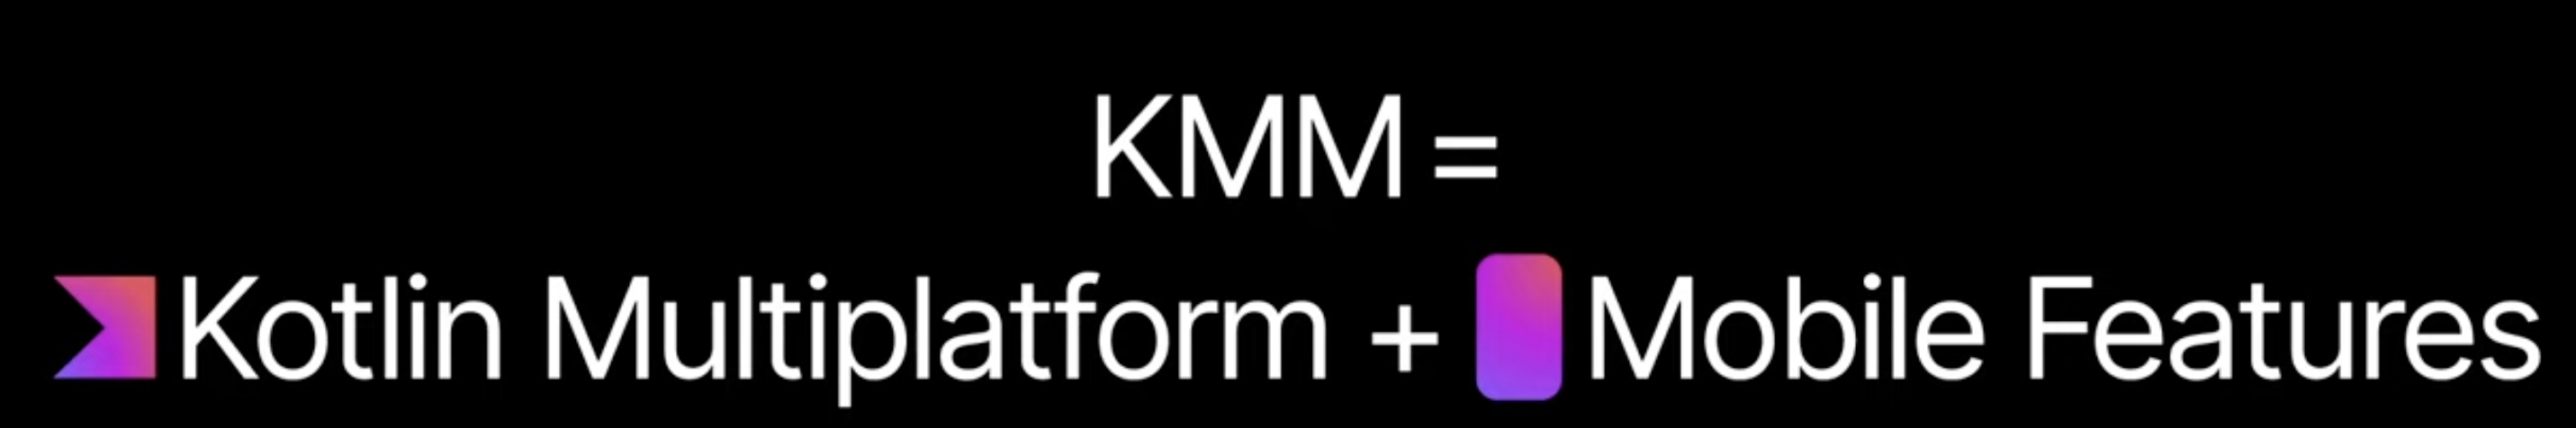 KMM =
Kotlin Multiplatform + Mobile Features